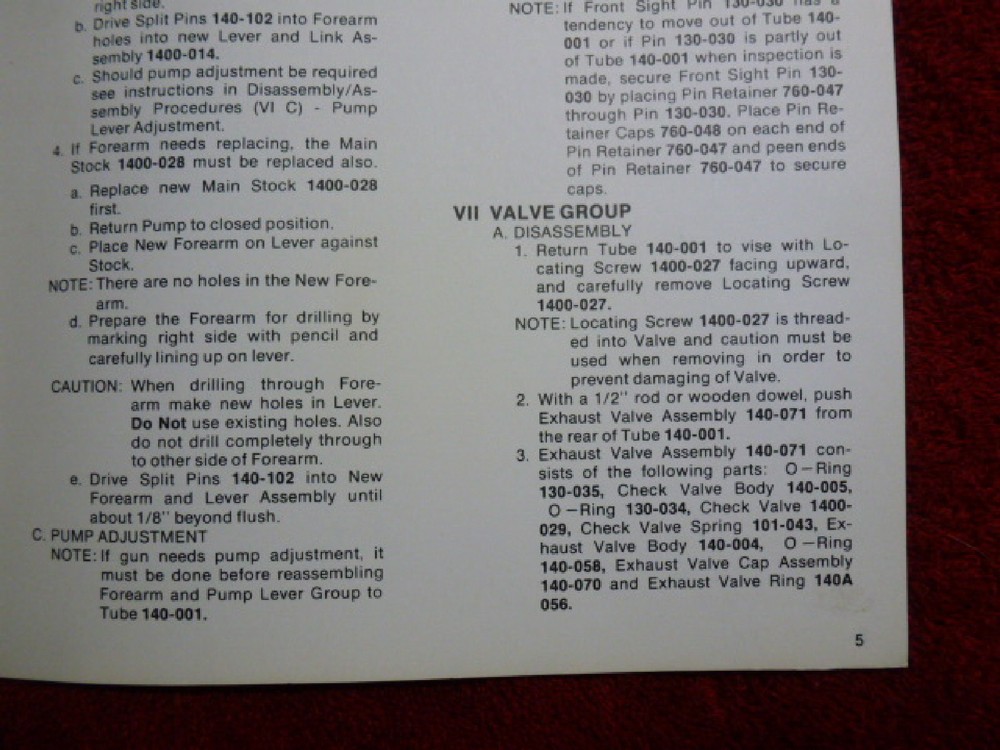 right side.
b. Drive Split Pins 140-102 into Forearm
holes into new Lever and Link As-
sembly 1400-014.
c. Should pump adjustment be required
see instructions in Disassembly/As-
sembly Procedures (VI C) - Pump
Lever Adjustment.
4. If Forearm needs replacing, the Main
Stock 1400-028 must be replaced also.
a. Replace new Main Stock 1400-028
first.
b. Return Pump to closed position.
c. Place New Forearm on Lever against
Stock.
NOTE: There are no holes in the New Fore-
arm.
d. Prepare the Forearm for drilling by
marking right side with pencil and
carefully lining up on lever.
CAUTION: When drilling through Fore-
arm make new holes in Lever.
Do Not use existing holes. Also
do not drill completely through
to other side of Forearm.
e. Drive Split Pins 140-102 into New
Forearm and Lever Assembly until
about 1/8" beyond flush.
C. PUMP ADJUSTMENT
NOTE: If gun needs pump adjustment, it
must be done before reassembling
Forearm and Pump Lever Group to
Tube 140-001.
NOTE: If Front Sight Pin 130-030 has a
tendency to move out of Tube 140-
001 or if Pin 130-030 is partly out
of Tube 140-001 when inspection is
made, secure Front Sight Pin 130-
030 by placing Pin Retainer 760-047
through Pin 130-030. Place Pin Re-
tainer Caps 760-048 on each end of
Pin Retainer 760-047 and peen ends
of Pin Retainer 760-047 to secure
caps.
VII VALVE GROUP
A. DISASSEMBLY
1. Return Tube 140-001 to vise with Lo-
cating Screw 1400-027 facing upward,
and carefully remove Locating Screw
1400-027.
NOTE: Locating Screw 1400-027 is thread-
ed into Valve and caution must be
used when removing in order to
prevent damaging of Valve.
2. With a 1/2" rod or wooden dowel, push
Exhaust Valve Assembly 140-071 from
the rear of Tube 140-001.
3. Exhaust Valve Assembly 140-071 con-
sists of the following parts: O-Ring
130-035, Check Valve Body 140-005,
O-Ring 130-034, Check Valve 1400-
029, Check Valve Spring 101-043, Ex-
haust Valve Body 140-004, O-Ring
140-058, Exhaust Valve Cap Assembly
140-070 and Exhaust Valve Ring 140A
056.
5